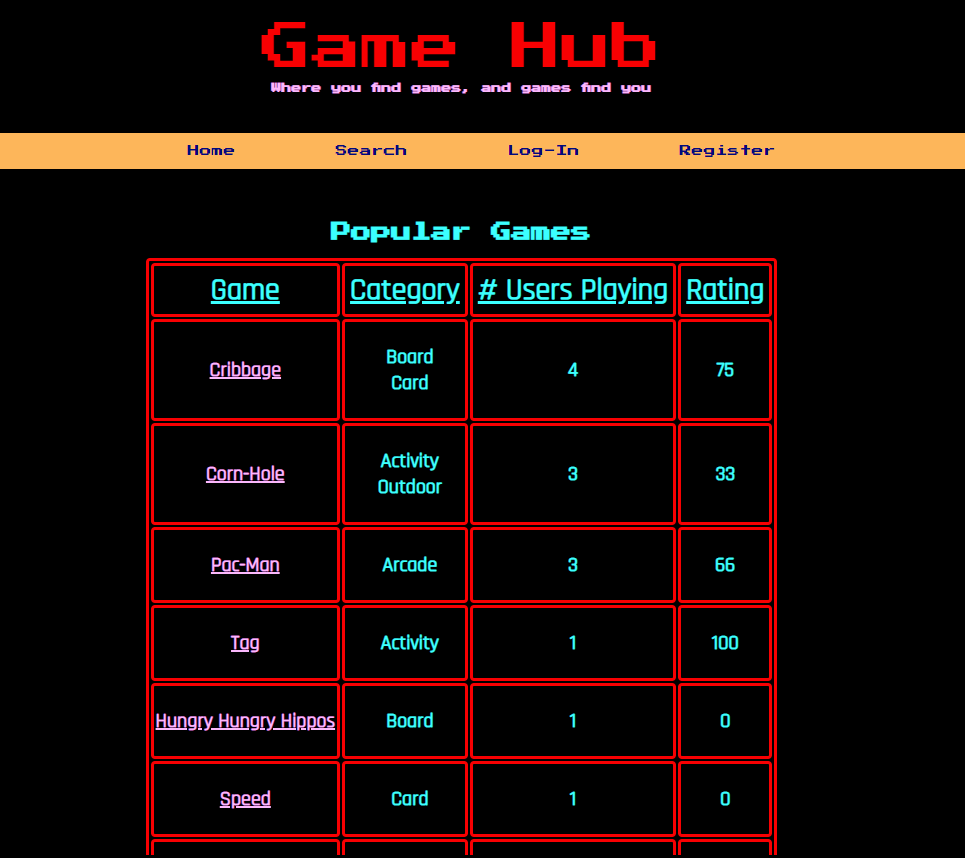 Game Hub
Where you find games, and games find you
Home Search Log-In Register
Popular Games
Game Category # Users Playing Rating
Cribbage Board Card 4 75
Corn-Hole Activity Outdoor 3 33
Pac-Man Arcade 3 66
Tag Activity 1 100
Hungry Hungry Hippos Board 1 0
Speed Card 1 0